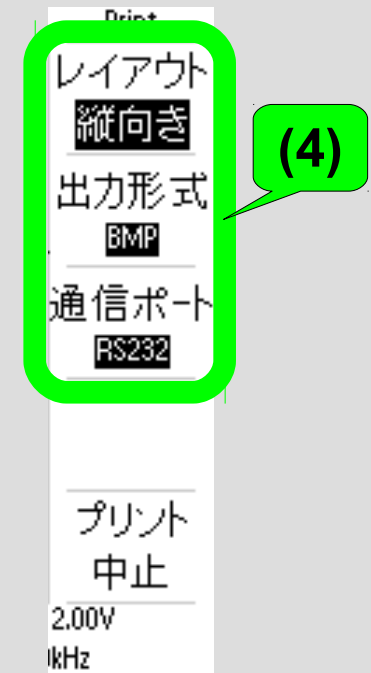 Print
レイアウト
縦向き
(4)
出力形式
BMP
通信ポート
RS232
プリント
中止
2.00V
kHz